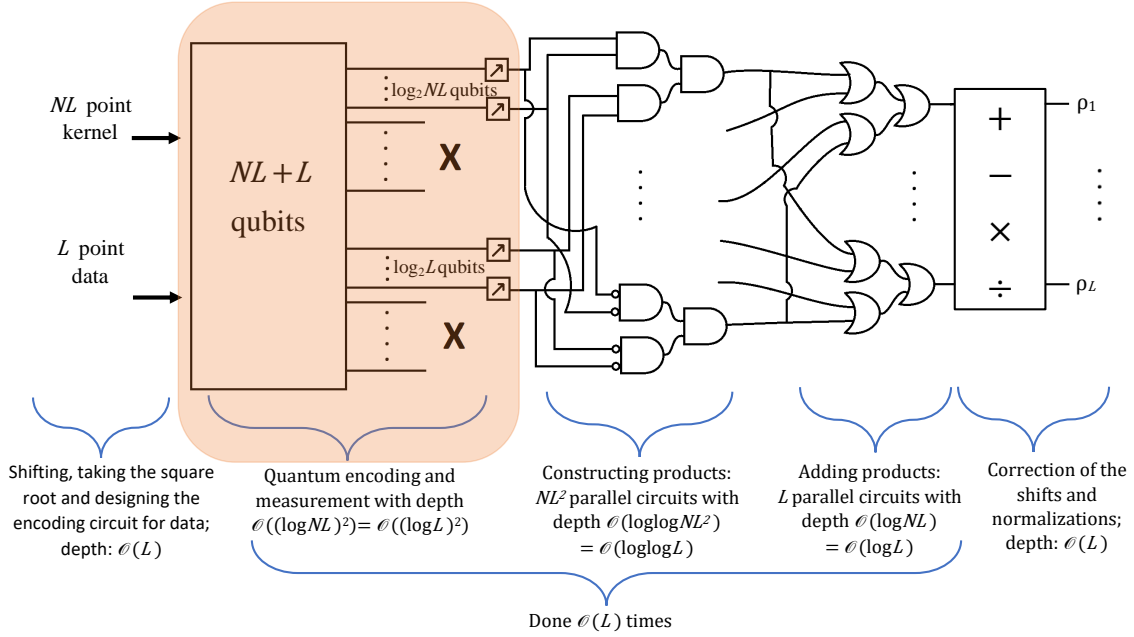 NL point
kernel
L point
data
NL + L
qubits
log₂NL qubits
X
log₂L qubits
X
+
−
×
÷
ρ₁
ρ_L
Shifting, taking the square
root and designing the
encoding circuit for data;
depth: 𝒪(L)
Quantum encoding and
measurement with depth
𝒪((logNL)²)= 𝒪((logL)²)
Constructing products:
NL² parallel circuits with
depth 𝒪(loglogNL²)
= 𝒪(loglogL)
Adding products:
L parallel circuits with
depth 𝒪(logNL)
= 𝒪(logL)
Correction of the
shifts and
normalizations;
depth: 𝒪(L)
Done 𝒪(L) times